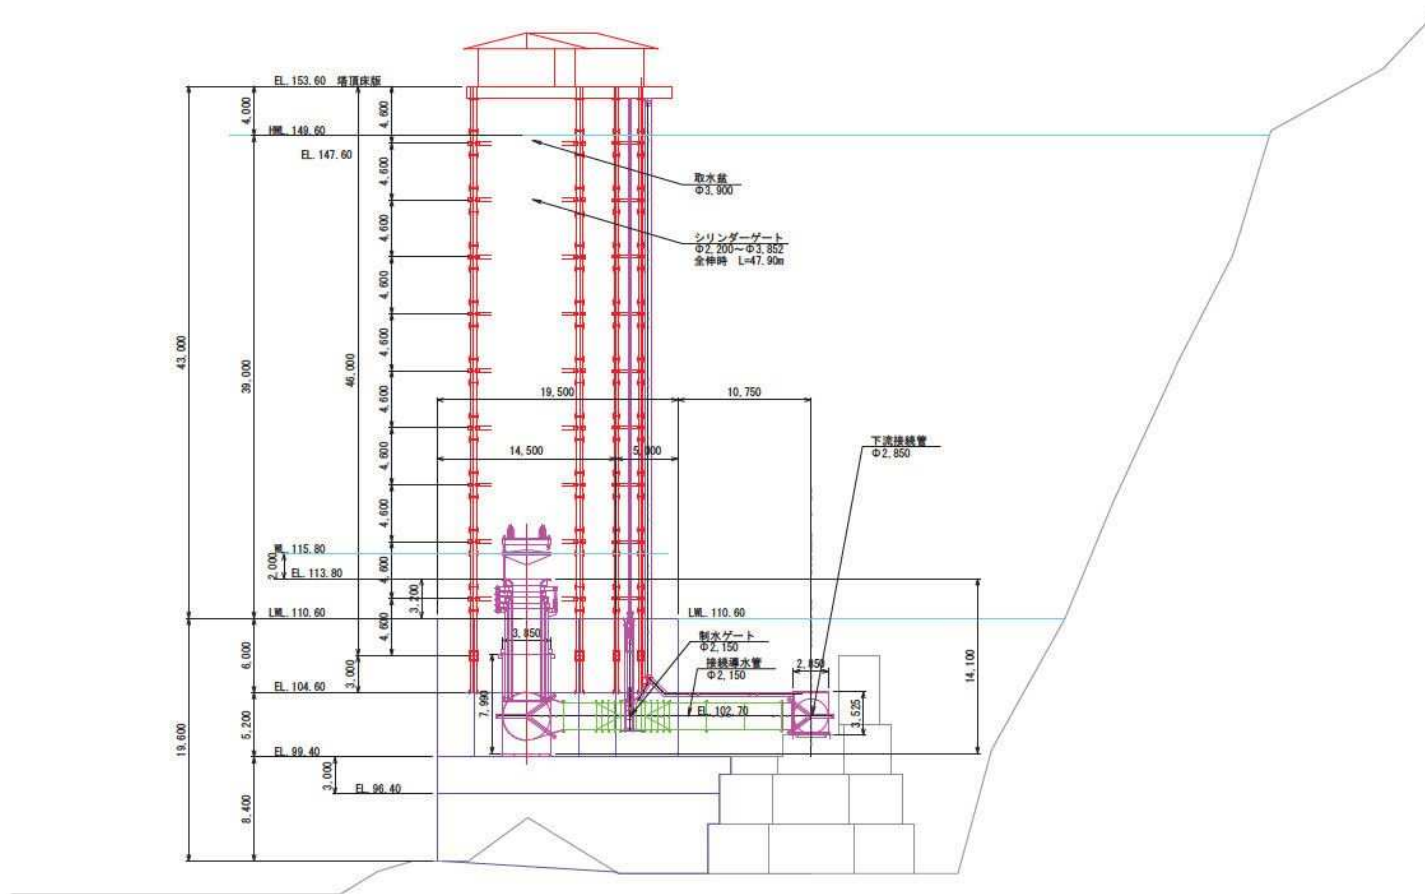 EL. 153.60 塔頂床版
4,000
4,600
HWL. 149.60
EL. 147.60
4,600
取水盆
Φ3,900
4,600
シリンダーゲート
Φ2,200～Φ3,852
全伸時 L=47.90m
4,600
4,600
43,000
39,000
46,000
4,600
19,500
10,750
4,600
14,500
5,000
下流接続管
Φ2,850
4,600
WL. 115.80
2,000
EL. 113.80
4,600
3,200
LWL. 110.60
LWL. 110.60
4,600
3,850
制水ゲート
Φ2,150
接続導水管
Φ2,150
14,100
6,000
3,000
2,850
EL. 104.60
7,990
EL. 102.70
3,525
5,200
19,600
EL. 99.40
3,000
EL. 96.40
8,400